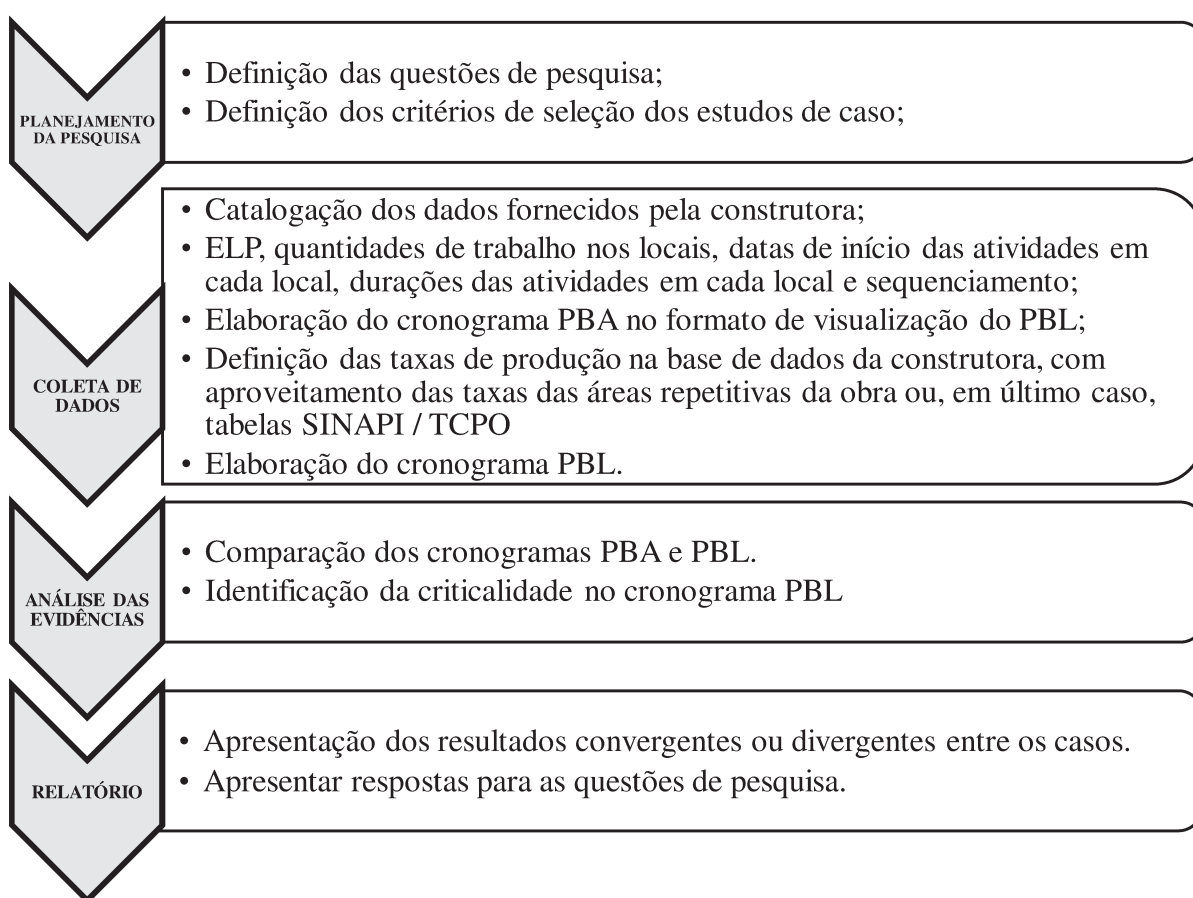 PLANEJAMENTO
DA PESQUISA
• Definição das questões de pesquisa;
• Definição dos critérios de seleção dos estudos de caso;
COLETA DE
DADOS
• Catalogação dos dados fornecidos pela construtora;
• ELP, quantidades de trabalho nos locais, datas de início das atividades em
cada local, durações das atividades em cada local e sequenciamento;
• Elaboração do cronograma PBA no formato de visualização do PBL;
• Definição das taxas de produção na base de dados da construtora, com
aproveitamento das taxas das áreas repetitivas da obra ou, em último caso,
tabelas SINAPI / TCPO
• Elaboração do cronograma PBL.
ANÁLISE DAS
EVIDÊNCIAS
• Comparação dos cronogramas PBA e PBL.
• Identificação da criticalidade no cronograma PBL
RELATÓRIO
• Apresentação dos resultados convergentes ou divergentes entre os casos.
• Apresentar respostas para as questões de pesquisa.